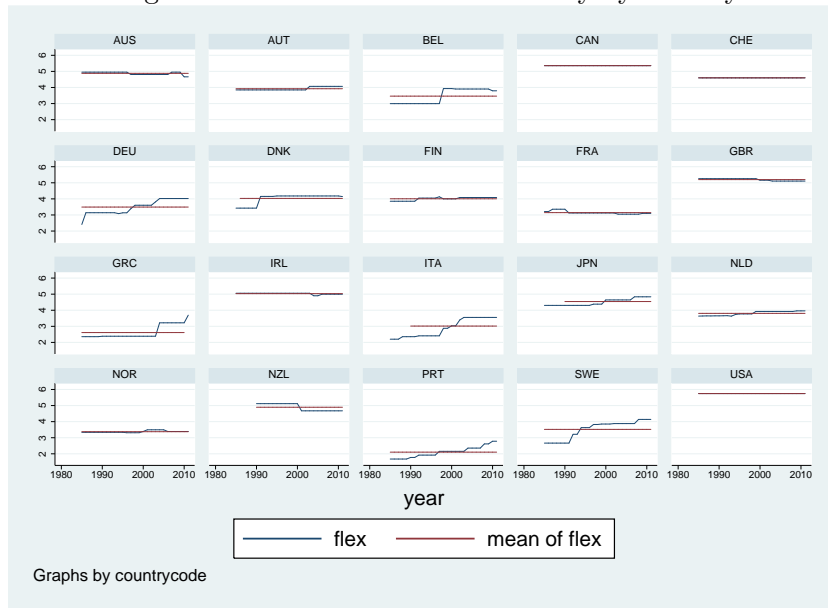 AUS AUT BEL CAN CHE
6
5
4
3
2
DEU DNK FIN FRA GBR
6
5
4
3
2
GRC IRL ITA JPN NLD
6
5
4
3
2
NOR NZL PRT SWE USA
6
5
4
3
2
1980 1990 2000 2010 1980 1990 2000 2010 1980 1990 2000 2010 1980 1990 2000 2010 1980 1990 2000 2010
year
flex mean of flex
Graphs by countrycode